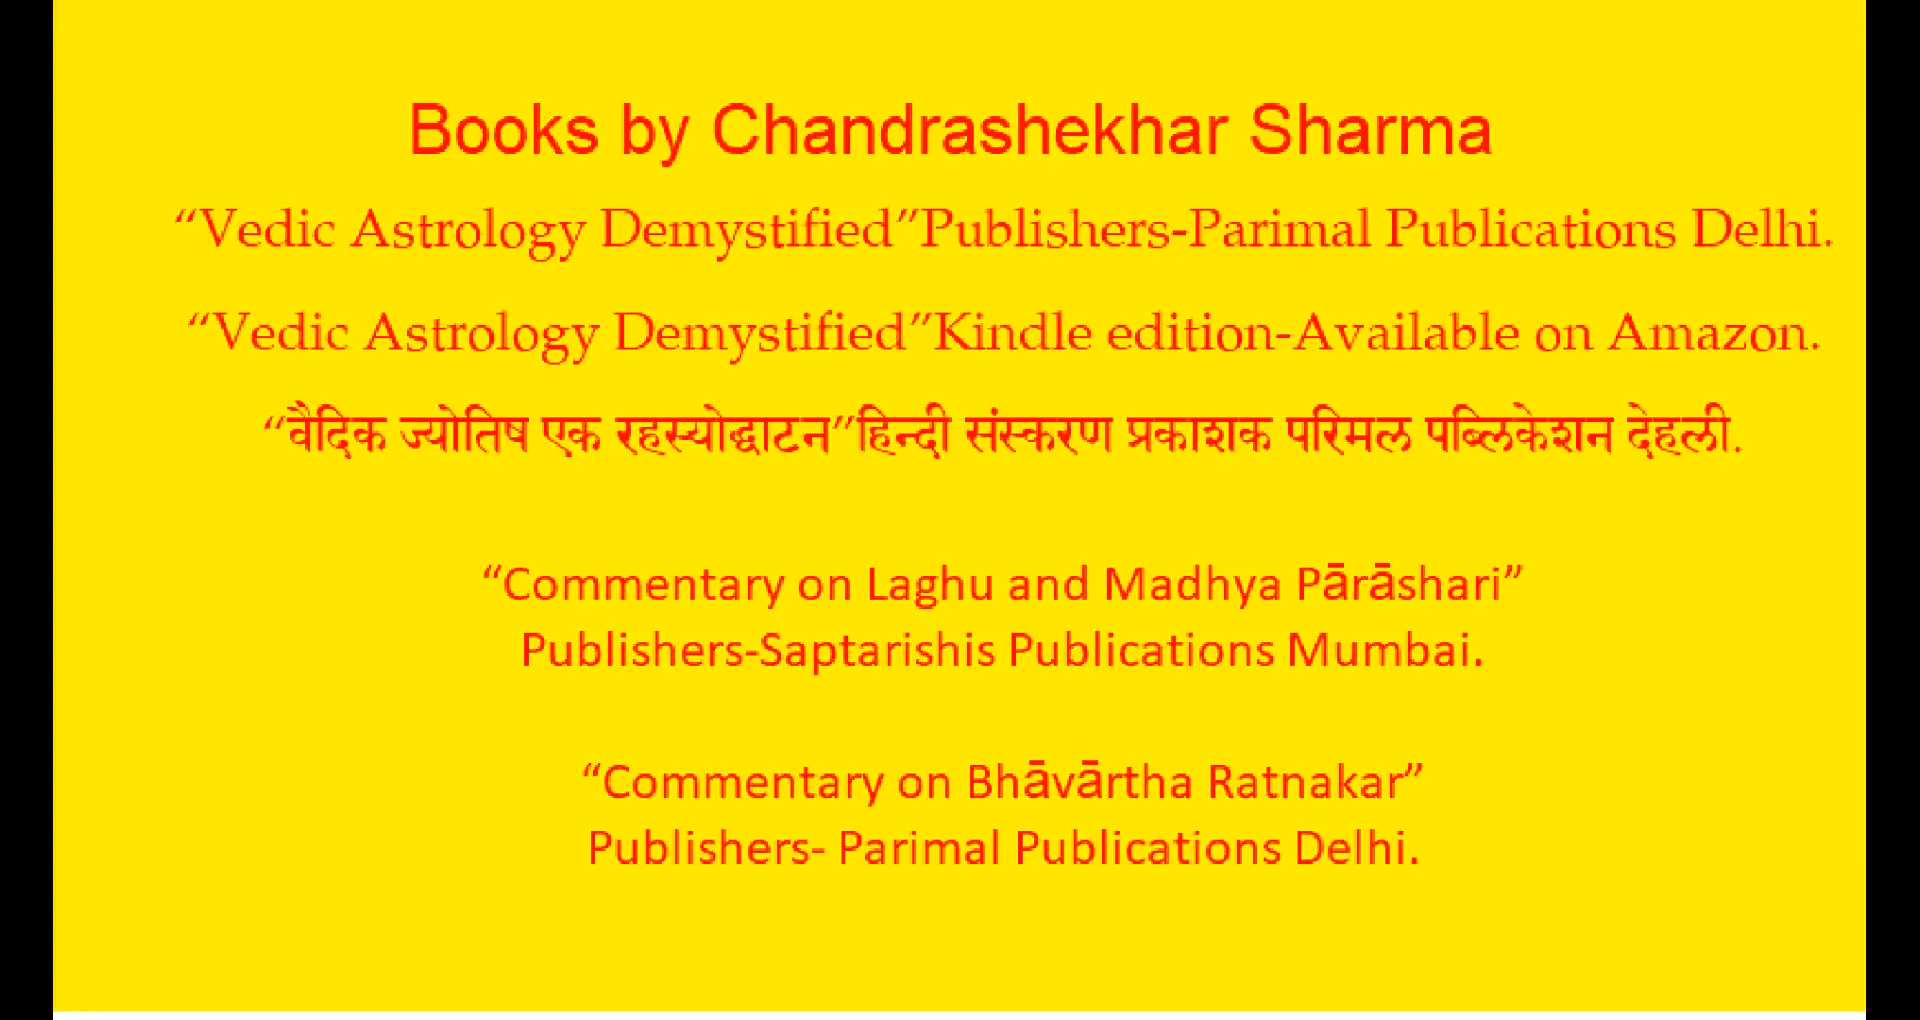 Books by Chandrashekhar Sharma
“Vedic Astrology Demystified”Publishers-Parimal Publications Delhi.
“Vedic Astrology Demystified”Kindle edition-Available on Amazon.
“वैदिक ज्योतिष एक रहस्योद्घाटन”हिन्दी संस्करण प्रकाशक परिमल पब्लिकेशन देहली.
“Commentary on Laghu and Madhya Pārāshari”
Publishers-Saptarishis Publications Mumbai.
“Commentary on Bhāvārtha Ratnakar”
Publishers- Parimal Publications Delhi.